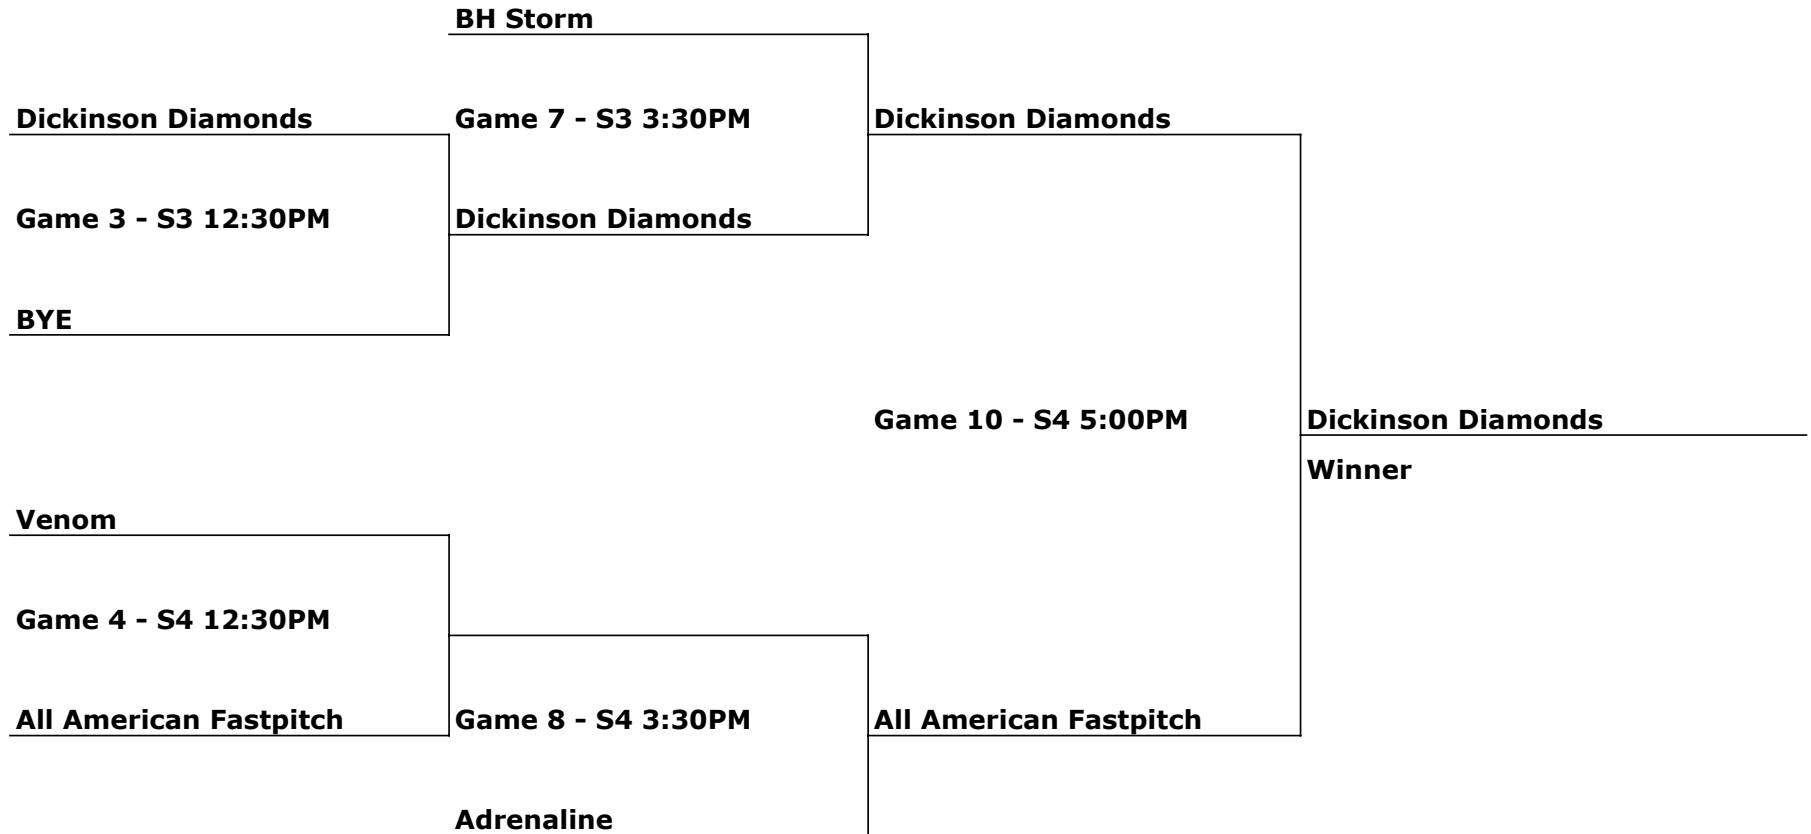 BH Storm
Dickinson Diamonds
Game 7 - S3 3:30PM
Dickinson Diamonds
Game 3 - S3 12:30PM
Dickinson Diamonds
BYE
Game 10 - S4 5:00PM
Dickinson Diamonds
Winner
Venom
Game 4 - S4 12:30PM
All American Fastpitch
Game 8 - S4 3:30PM
All American Fastpitch
Adrenaline